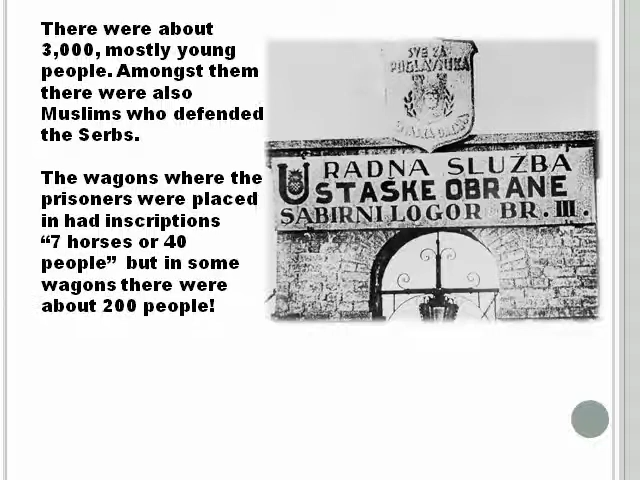 There were about
3,000, mostly young
people. Amongst them
there were also
Muslims who defended
the Serbs.
The wagons where the
prisoners were placed
in had inscriptions
“7 horses or 40
people” but in some
wagons there were
about 200 people!
SVE ZA
POGLAVNIKA
RADNA SLUŽBA
USTAŠKE OBRANE
SABIRNI LOGOR BR. III.